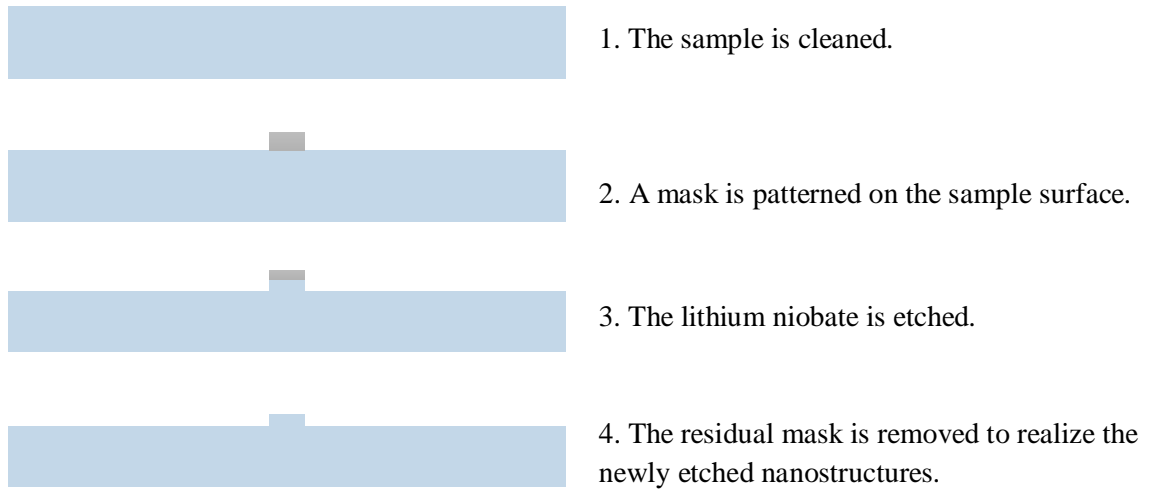 1. The sample is cleaned.
2. A mask is patterned on the sample surface.
3. The lithium niobate is etched.
4. The residual mask is removed to realize the
newly etched nanostructures.